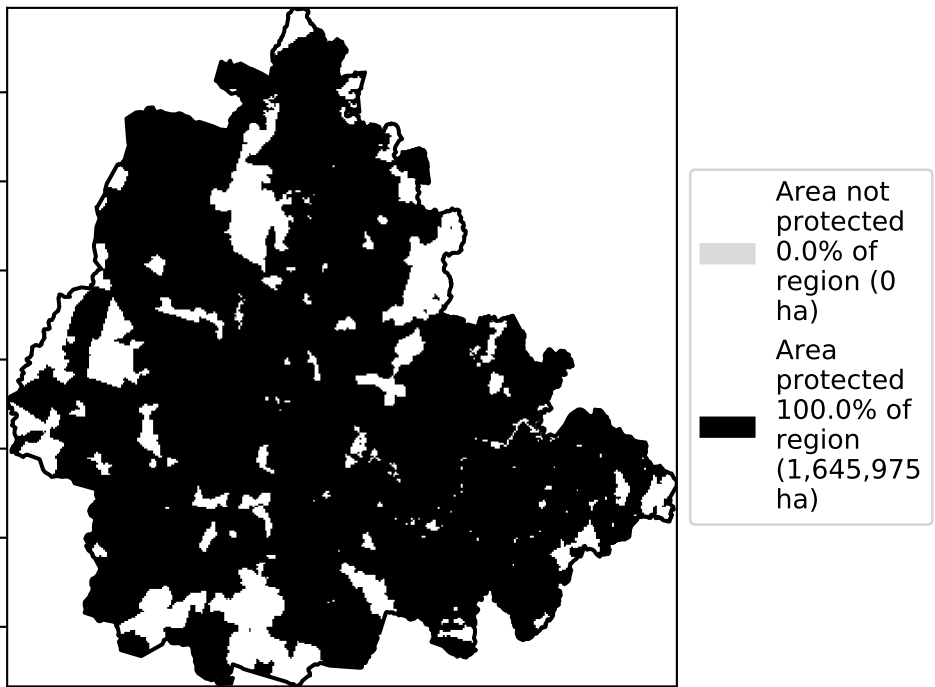 Area not
protected
0.0% of
region (0
ha)
Area
protected
100.0% of
region
(1,645,975
ha)